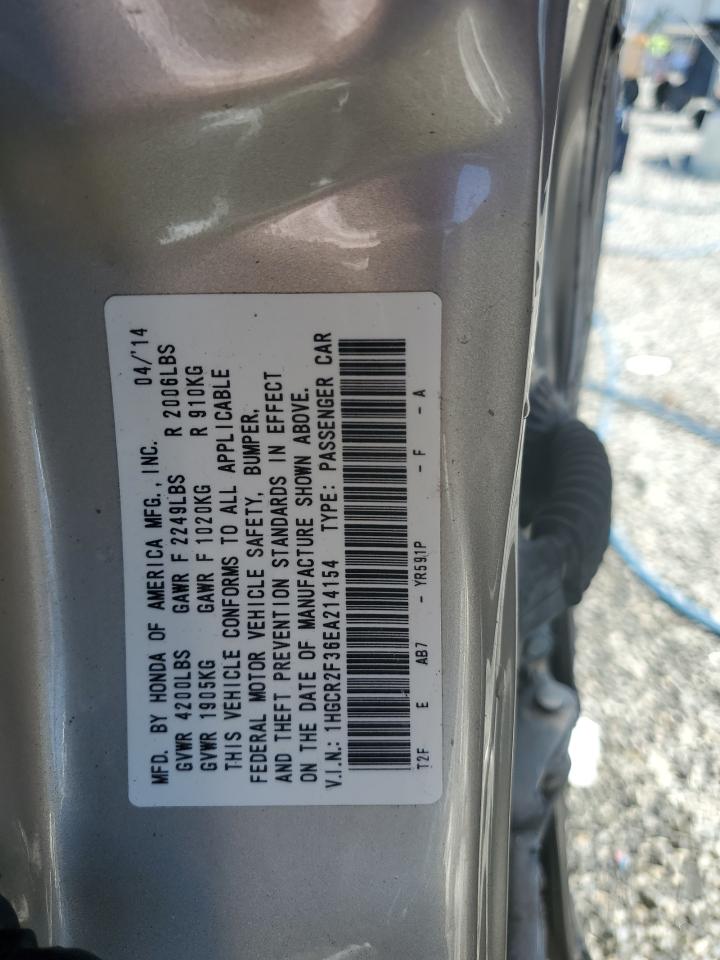 MFD. BY HONDA OF AMERICA MFG., INC. 04/'14
GVWR 4200LBS GAWR F 2249LBS R 2006LBS
GVWR 1905KG GAWR F 1020KG R 910KG
THIS VEHICLE CONFORMS TO ALL APPLICABLE
FEDERAL MOTOR VEHICLE SAFETY, BUMPER,
AND THEFT PREVENTION STANDARDS IN EFFECT
ON THE DATE OF MANUFACTURE SHOWN ABOVE.
V.I.N.: 1HGCR2F36EA214154 TYPE: PASSENGER CAR
T2F E AB7 - YR591P - F - A